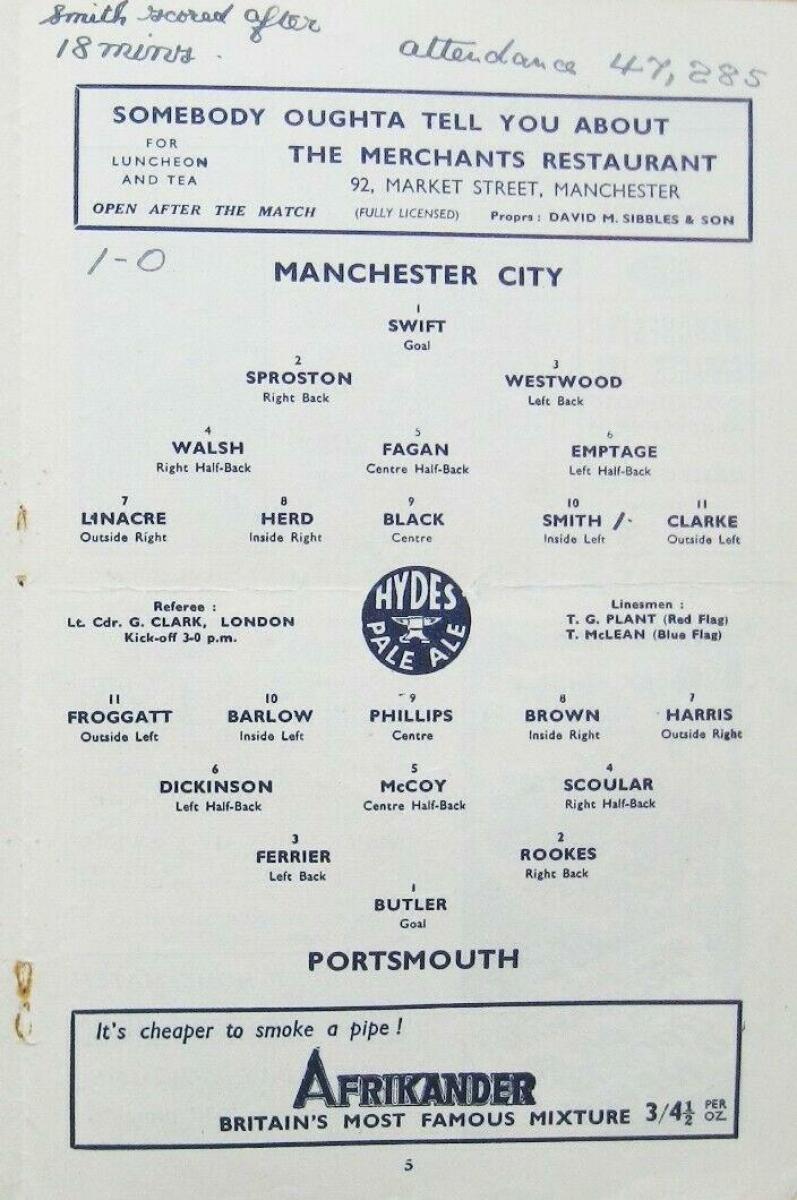 Smith scored after
18 mins.
attendance 47,285
SOMEBODY OUGHTA TELL YOU ABOUT
FOR LUNCHEON AND TEA
THE MERCHANTS RESTAURANT
92, MARKET STREET, MANCHESTER
OPEN AFTER THE MATCH (FULLY LICENSED) Proprs : DAVID M. SIBBLES & SON
1-0
MANCHESTER CITY
1
SWIFT
Goal
2 3
SPROSTON WESTWOOD
Right Back Left Back
4 5 6
WALSH FAGAN EMPTAGE
Right Half-Back Centre Half-Back Left Half-Back
7 8 9 10 11
LINACRE HERD BLACK SMITH /· CLARKE
Outside Right Inside Right Centre Inside Left Outside Left
Referee :
Lt. Cdr. G. CLARK, LONDON
Kick-off 3-0 p.m.
HYDES
PALE ALE
Linesmen :
T. G. PLANT (Red Flag)
T. McLEAN (Blue Flag)
11 10 9 8 7
FROGGATT BARLOW PHILLIPS BROWN HARRIS
Outside Left Inside Left Centre Inside Right Outside Right
6 5 4
DICKINSON McCOY SCOULAR
Left Half-Back Centre Half-Back Right Half-Back
3 2
FERRIER ROOKES
Left Back Right Back
1
BUTLER
Goal
PORTSMOUTH
It's cheaper to smoke a pipe !
AFRIKANDER
BRITAIN'S MOST FAMOUS MIXTURE 3/4½ PER OZ.
5